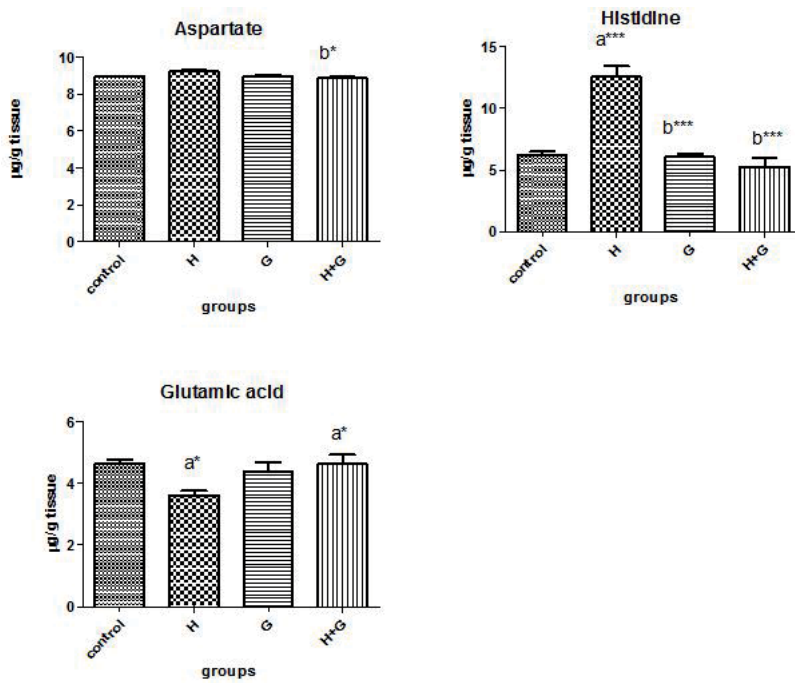 Aspartate
b*
10
8
6
4
2
0
µg/g tissue
control
H
G
H+G
groups
Histidine
a***
b***
b***
15
10
5
0
µg/g tissue
control
H
G
H+G
groups
Glutamic acid
a*
a*
6
4
2
0
µg/g tissue
control
H
G
H+G
groups